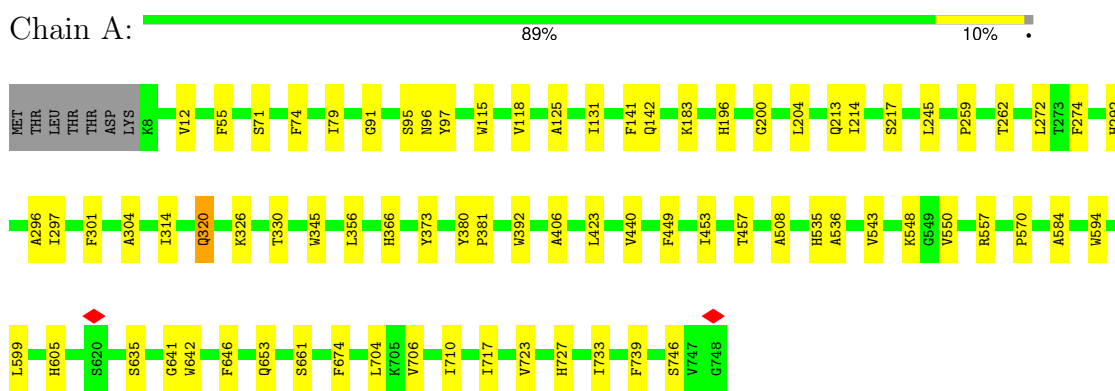 Chain A:
89% 10% •
MET THR LEU THR THR ASP LYS K8 V12 F55 S71 F74 I79 G91 S95 N96 Y97 W115 V118 A125 I131 F141 Q142 K183 H196 G200 L204 Q213 I214 S217 L245 P259 T262 L272 T273 F274
A296 I297 F301 A304 I314 Q320 K326 T330 W345 L356 H366 Y373 Y380 P381 W392 A406 L423 V440 F449 I453 T457 A508 H535 A536 V543 K548 G549 V550 R557 P570 A584 W594
L599 H605 S620 S635 G641 W642 F646 Q653 S661 F674 L704 K705 V706 I710 I717 V723 H727 I733 F739 S746 V747 G748